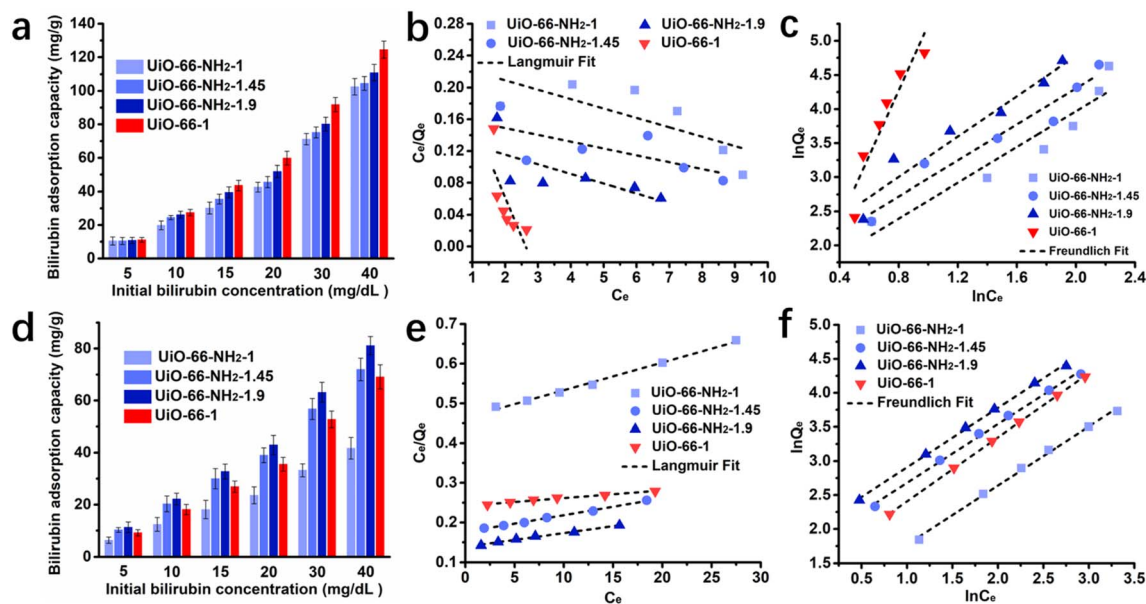 a
Bilirubin adsorption capacity (mg/g)
140
120
100
80
60
40
20
0
UiO-66-NH2-1
UiO-66-NH2-1.45
UiO-66-NH2-1.9
UiO-66-1
5 10 15 20 30 40
Initial bilirubin concentration (mg/dL)
b
Ce/Qe
0.32
0.28
0.24
0.20
0.16
0.12
0.08
0.04
0.00
UiO-66-NH2-1 UiO-66-NH2-1.9
UiO-66-NH2-1.45 UiO-66-1
Langmuir Fit
1 2 3 4 5 6 7 8 9 10
Ce
c
lnQe
5.0
4.5
4.0
3.5
3.0
2.5
2.0
UiO-66-NH2-1
UiO-66-NH2-1.45
UiO-66-NH2-1.9
UiO-66-1
Freundlich Fit
0.4 0.8 1.2 1.6 2.0 2.4
lnCe
d
Bilirubin adsorption capacity (mg/g)
80
60
40
20
0
UiO-66-NH2-1
UiO-66-NH2-1.45
UiO-66-NH2-1.9
UiO-66-1
5 10 15 20 30 40
Initial bilirubin concentration (mg/dL)
e
Ce/Qe
0.7
0.6
0.5
0.4
0.3
0.2
0.1
UiO-66-NH2-1
UiO-66-NH2-1.45
UiO-66-NH2-1.9
UiO-66-1
Langmuir Fit
0 5 10 15 20 25 30
Ce
f
lnQe
5.0
4.5
4.0
3.5
3.0
2.5
2.0
1.5
UiO-66-NH2-1
UiO-66-NH2-1.45
UiO-66-NH2-1.9
UiO-66-1
Freundlich Fit
0.5 1.0 1.5 2.0 2.5 3.0 3.5
lnCe